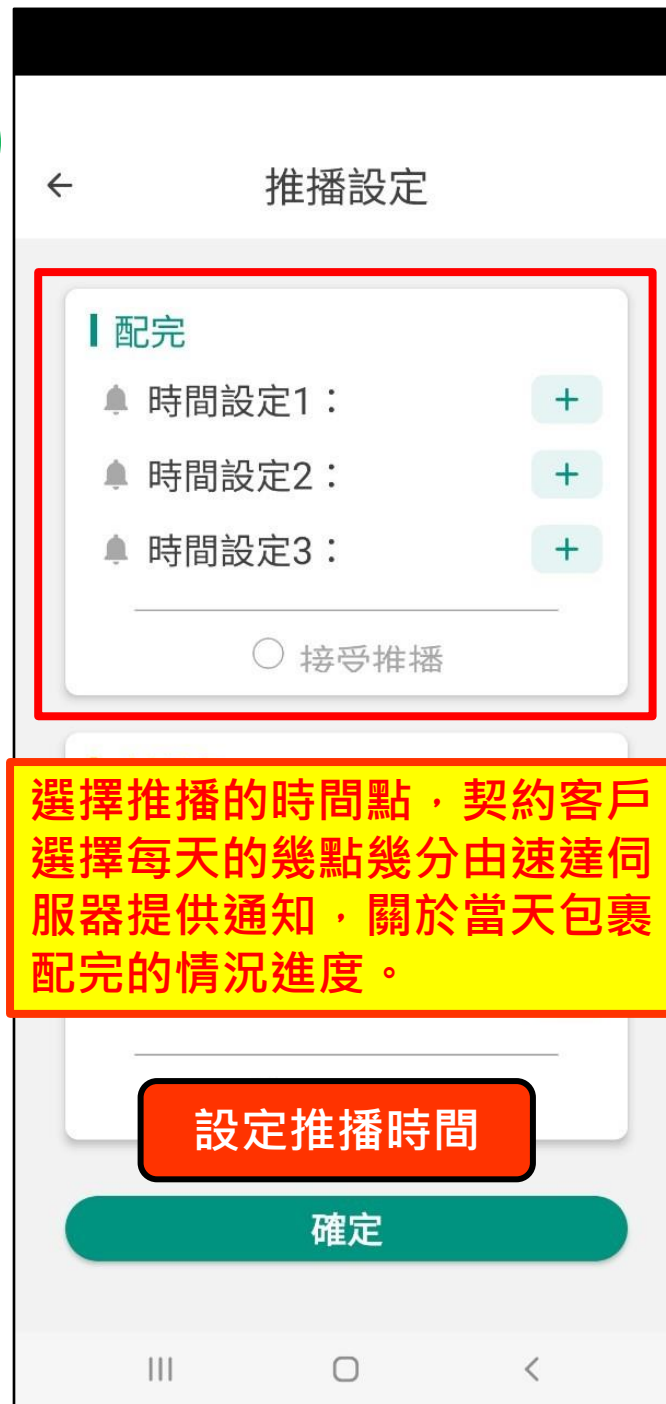 推播設定
配完
時間設定1：
時間設定2：
時間設定3：
接受推播
選擇推播的時間點，契約客戶
選擇每天的幾點幾分由速達伺
服器提供通知，關於當天包裹
配完的情況進度。
設定推播時間
確定